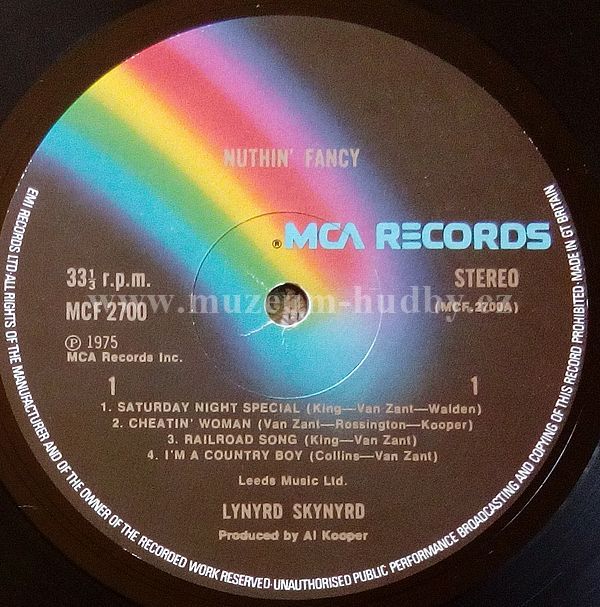 NUTHIN' FANCY
® MCA RECORDS
33⅓ r.p.m.
MCF 2700
STEREO
(MCF.2700A)
www.muzeum-hudby.cz
Ⓟ 1975
MCA Records Inc.
1
1
1. SATURDAY NIGHT SPECIAL (King—Van Zant—Walden)
2. CHEATIN' WOMAN (Van Zant—Rossington—Kooper)
3. RAILROAD SONG (King—Van Zant)
4. I'M A COUNTRY BOY (Collins—Van Zant)
Leeds Music Ltd.
LYNYRD SKYNYRD
Produced by Al Kooper
EMI RECORDS LTD·ALL RIGHTS OF THE MANUFACTURER AND OF THE OWNER OF THE RECORDED WORK RESERVED·UNAUTHORISED PUBLIC PERFORMANCE BROADCASTING AND COPYING OF THIS RECORD PROHIBITED·MADE IN GT BRITAIN